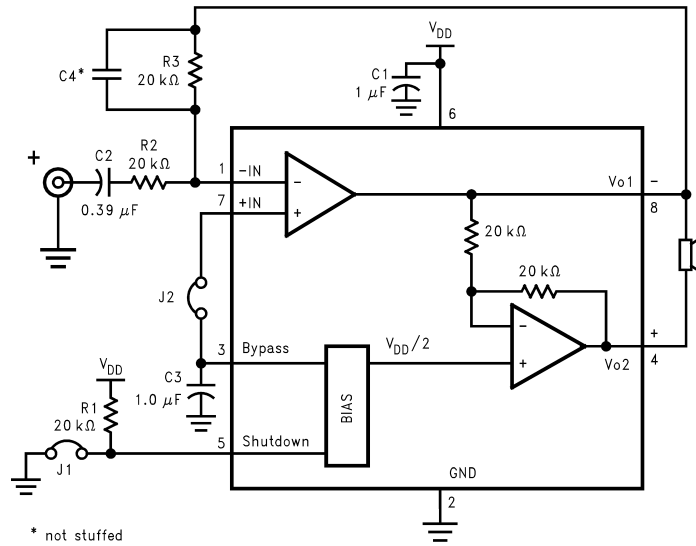 V_DD
C4*
R3
20 kΩ
C1
1 µF
6
+
C2
R2
20 kΩ
0.39 µF
1
-IN
7
+IN
−
+
Vo1
−
8
20 kΩ
20 kΩ
J2
3
Bypass
V_DD/2
−
+
+
4
Vo2
C3
1.0 µF
BIAS
V_DD
R1
20 kΩ
5
Shutdown
J1
GND
2
* not stuffed